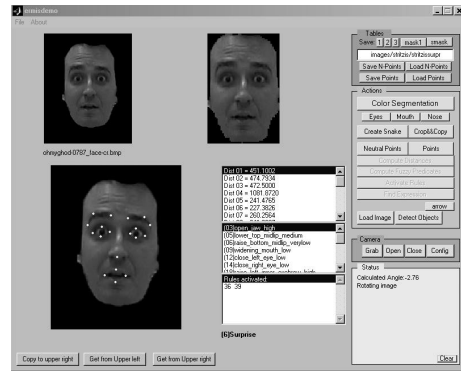 File About
ohmyghod-0787_face-cr.bmp
Dist 01 = 451.1002
Dist 02 = 474.7934
Dist 03 = 472.5000
Dist 04 = 1081.8720
Dist 05 = 241.4765
Dist 06 = 227.3826
Dist 07 = 260.2564
(03)open_jaw_high
(05)lower_top_midlip_medium
(06)raise_bottom_midlip_verylow
(09)widening_mouth_low
(12)close_left_eye_low
(14)close_right_eye_low
Rules activated:
36 39
(6)Surprise
Copy to upper right Get from Upper left Get from Upper right
Tables
Save: 1 2 3 mask1 smask
images/stritzis/stritzissurpr
Save N-Points Load N-Points
Save Points Load Points
Actions
Color Segmentation
Eyes Mouth Nose
Create Snake Crop&&Copy
Neutral Points Points
Compute Distances
Compute Fuzzy Predicates
Activate Rules
Find Expression
arrow
Load Image Detect Objects
Camera
Grab Open Close Config
Status
Calculated Angle:-2.76
Rotating image
Clear